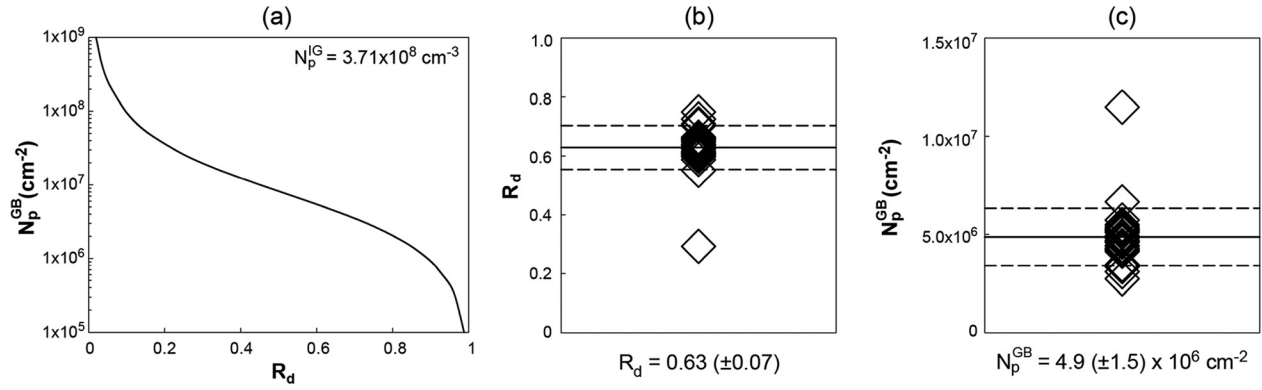 (a)
N_p^IG = 3.71x10^8 cm^-3
1x10^9
1x10^8
1x10^7
1x10^6
1x10^5
N_p^GB (cm^-2)
0 0.2 0.4 0.6 0.8 1
R_d
(b)
1.0
0.8
0.6
0.4
0.2
0
R_d
R_d = 0.63 (±0.07)
(c)
1.5x10^7
1.0x10^7
5.0x10^6
0
N_p^GB (cm^-2)
N_p^GB = 4.9 (±1.5) x 10^6 cm^-2